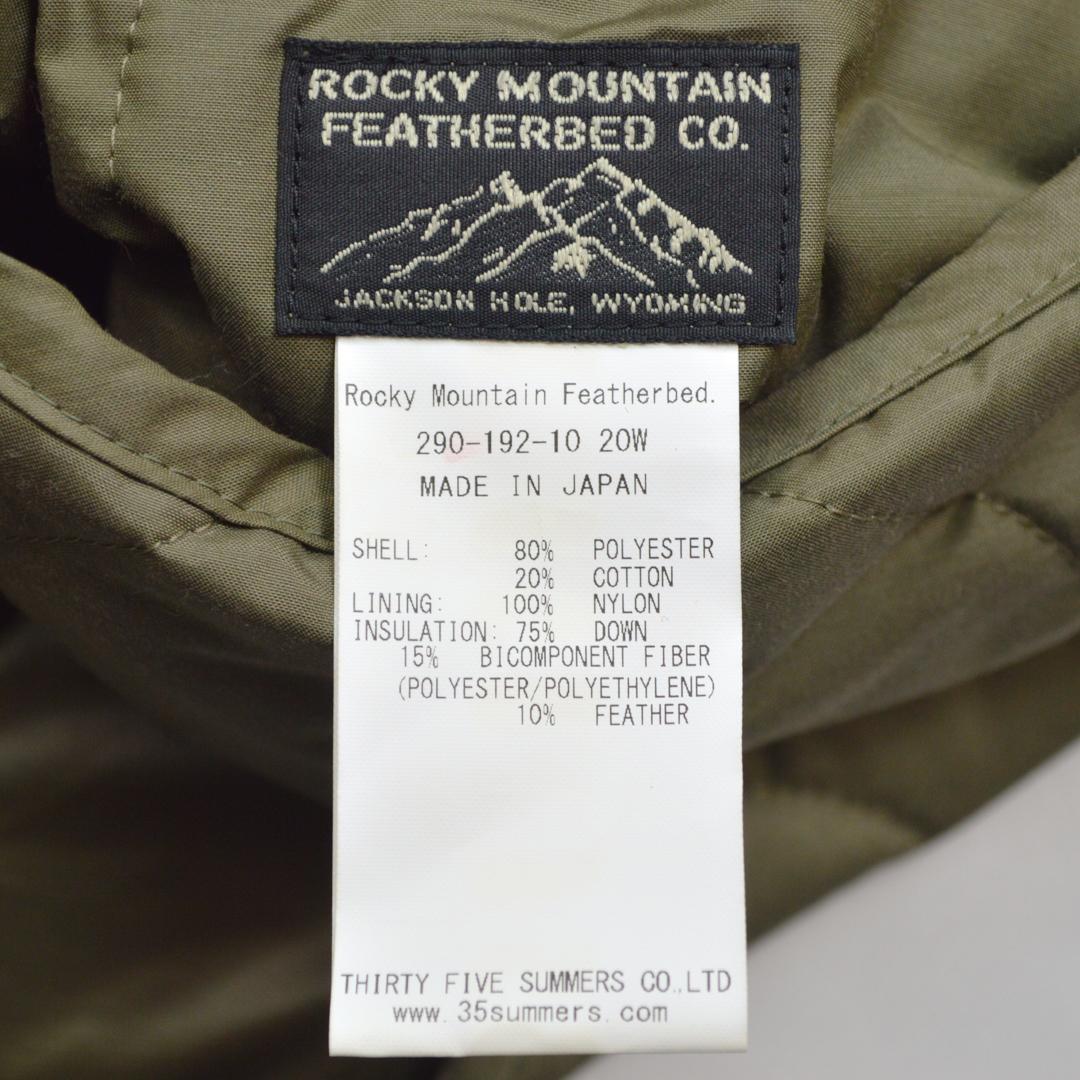 ROCKY MOUNTAIN
FEATHERBED CO.
JACKSON HOLE, WYOMING
Rocky Mountain Featherbed.
290-192-10 20W
MADE IN JAPAN
SHELL: 80% POLYESTER
20% COTTON
LINING: 100% NYLON
INSULATION: 75% DOWN
15% BICOMPONENT FIBER
(POLYESTER/POLYETHYLENE)
10% FEATHER
THIRTY FIVE SUMMERS CO.,LTD
www.35summers.com